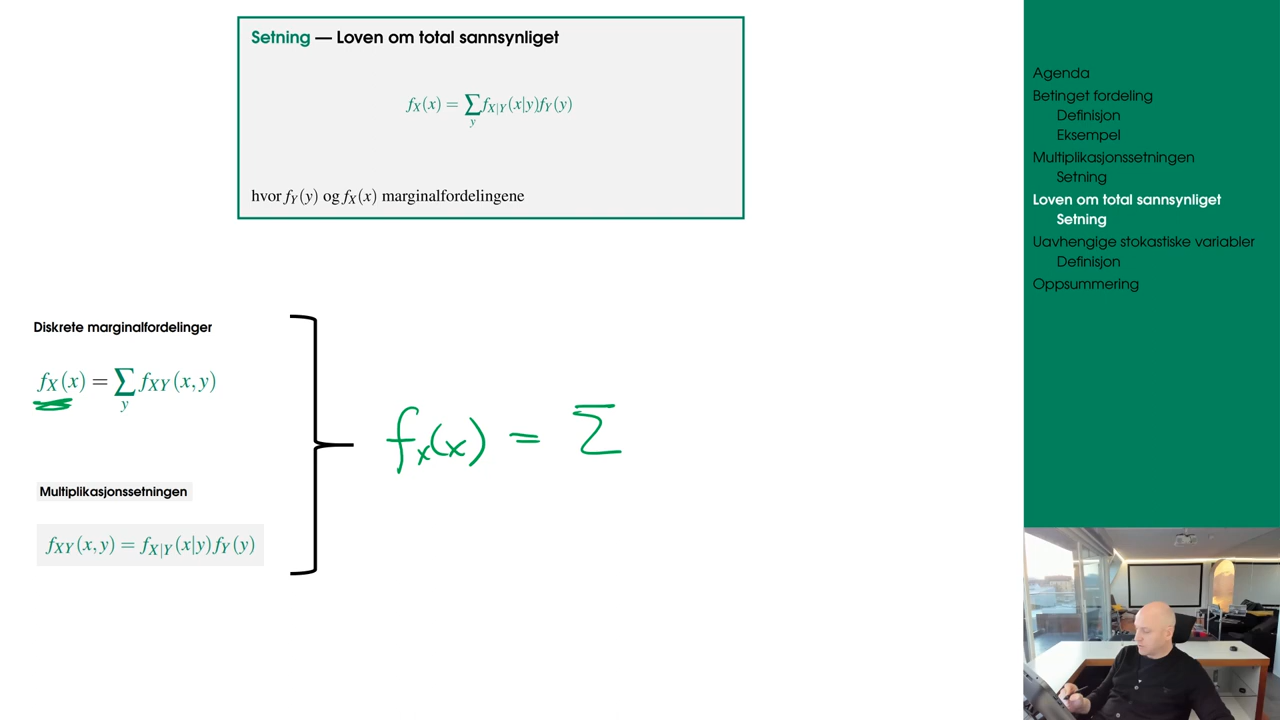 Setning — Loven om total sannsynliget
f_X(x) = ∑_y f_{X|Y}(x|y) f_Y(y)
hvor f_Y(y) og f_X(x) marginalfordelingene
Diskrete marginalfordelinger
f_X(x) = ∑_y f_{XY}(x, y)
Multiplikasjonssetningen
f_{XY}(x, y) = f_{X|Y}(x|y) f_Y(y)
f_x(x) = ∑
Agenda
Betinget fordeling
Definisjon
Eksempel
Multiplikasjonssetningen
Setning
Loven om total sannsynliget
Setning
Uavhengige stokastiske variabler
Definisjon
Oppsummering